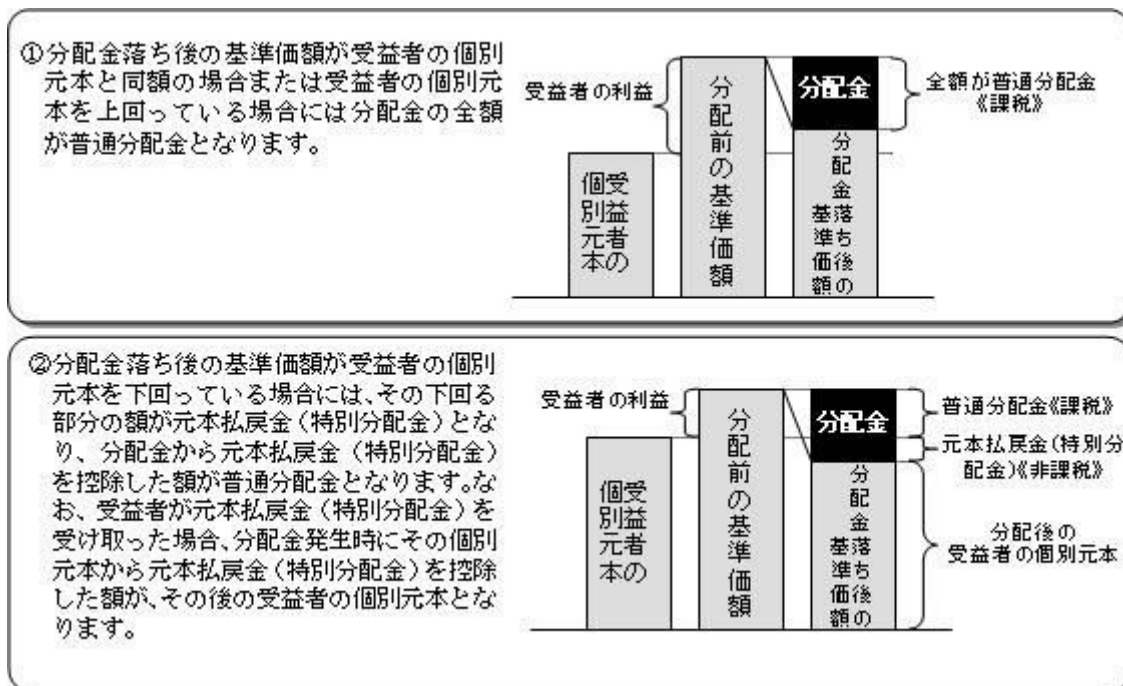 ①分配金落ち後の基準価額が受益者の個別
元本と同額の場合または受益者の個別元
本を上回っている場合には分配金の全額
が普通分配金となります。
受益者の利益
受益者の
個別元本
分配前の基準価額
分配金
分配金落ち後の
基準価額
全額が普通分配金
《課税》
②分配金落ち後の基準価額が受益者の個別
元本を下回っている場合には、その下回る
部分の額が元本払戻金（特別分配金）とな
り、分配金から元本払戻金（特別分配金）
を控除した額が普通分配金となります。な
お、受益者が元本払戻金（特別分配金）を
受け取った場合、分配金発生時にその個別
元本から元本払戻金（特別分配金）を控除
した額が、その後の受益者の個別元本とな
ります。
受益者の利益
受益者の
個別元本
分配前の基準価額
分配金
分配金落ち後の
基準価額
普通分配金《課税》
元本払戻金（特別分
配金）《非課税》
分配後の
受益者の個別元本